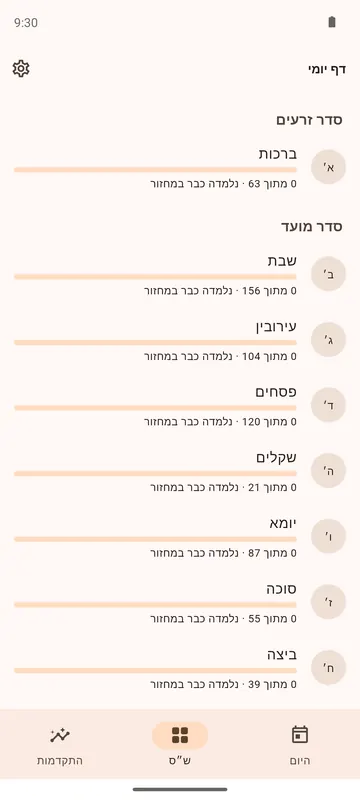 9:30
דף יומי
סדר זרעים
א׳
ברכות
0 מתוך 63 · נלמדה כבר במחזור
סדר מועד
ב׳
שבת
0 מתוך 156 · נלמדה כבר במחזור
ג׳
עירובין
0 מתוך 104 · נלמדה כבר במחזור
ד׳
פסחים
0 מתוך 120 · נלמדה כבר במחזור
ה׳
שקלים
0 מתוך 21 · נלמדה כבר במחזור
ו׳
יומא
0 מתוך 87 · נלמדה כבר במחזור
ז׳
סוכה
0 מתוך 55 · נלמדה כבר במחזור
ח׳
ביצה
0 מתוך 39 · נלמדה כבר במחזור
היום
ש״ס
התקדמות